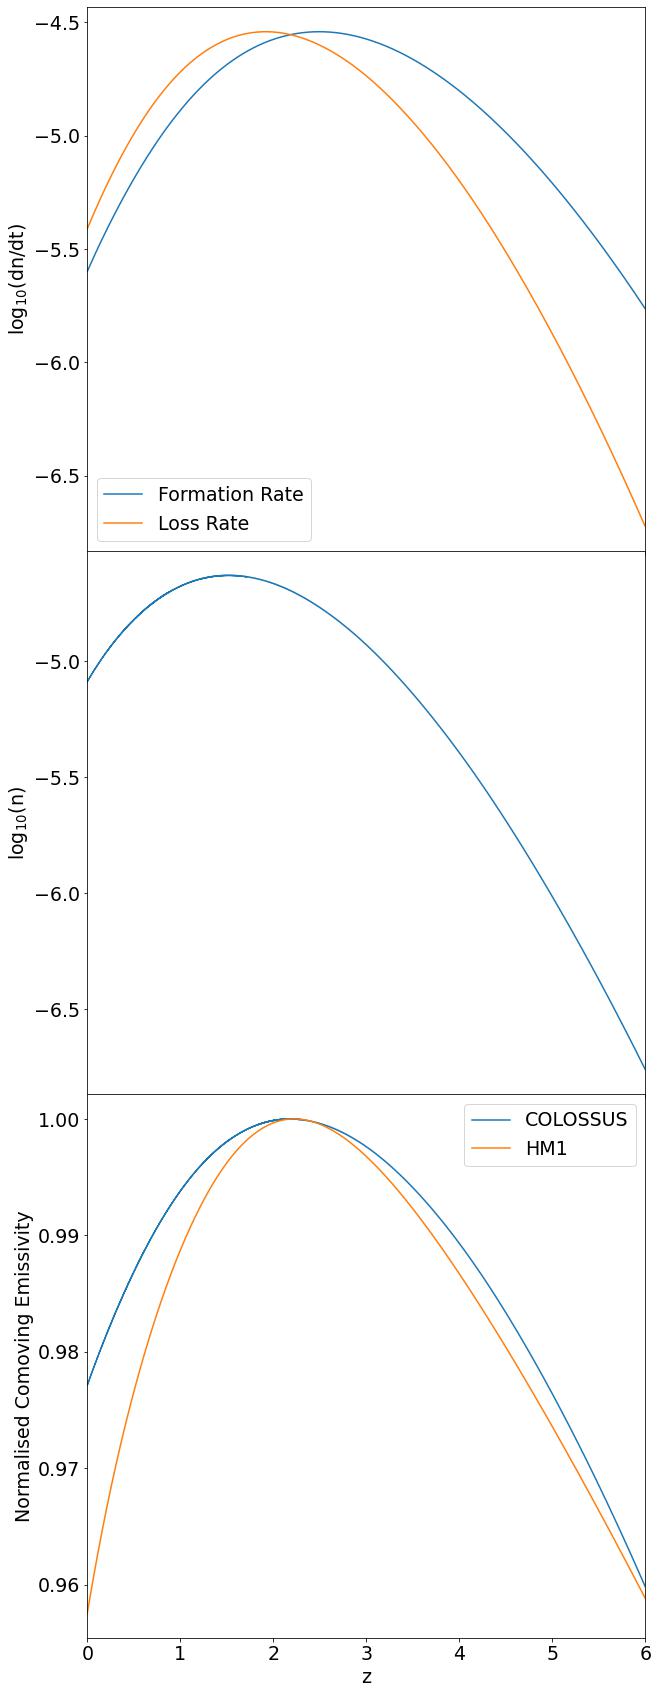 −4.5
−5.0
−5.5
−6.0
−6.5
log₁₀(dn/dt)
Formation Rate
Loss Rate
−5.0
−5.5
−6.0
−6.5
log₁₀(n)
COLOSSUS
HM1
1.00
0.99
0.98
0.97
0.96
Normalised Comoving Emissivity
0 1 2 3 4 5 6
z